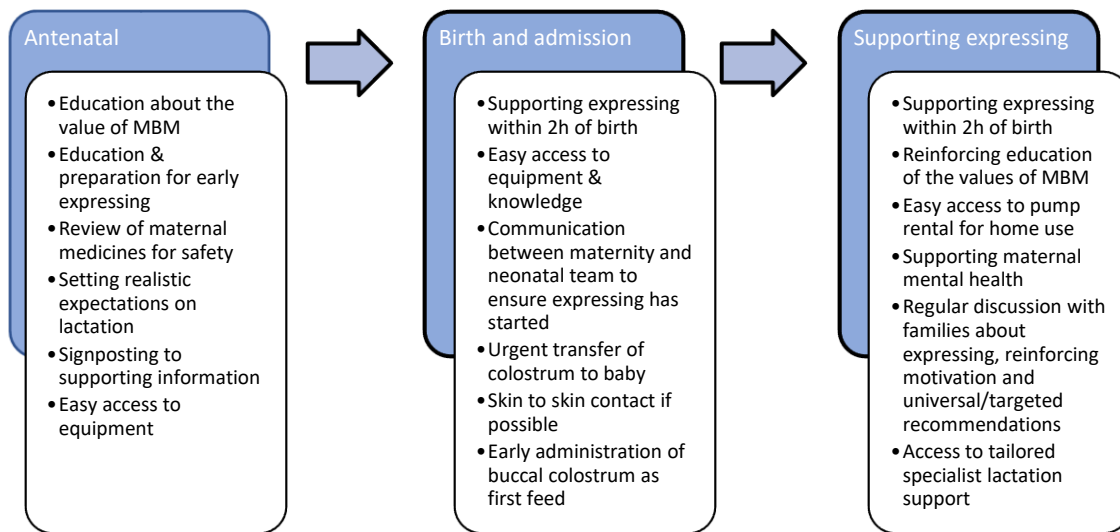 Antenatal
•Education about the
value of MBM
•Education &
preparation for early
expressing
•Review of maternal
medicines for safety
•Setting realistic
expectations on
lactation
•Signposting to
supporting information
•Easy access to
equipment
Birth and admission
•Supporting expressing
within 2h of birth
•Easy access to
equipment &
knowledge
•Communication
between maternity and
neonatal team to
ensure expressing has
started
•Urgent transfer of
colostrum to baby
•Skin to skin contact if
possible
•Early administration of
buccal colostrum as
first feed
Supporting expressing
•Supporting expressing
within 2h of birth
•Reinforcing education
of the values of MBM
•Easy access to pump
rental for home use
•Supporting maternal
mental health
•Regular discussion with
families about
expressing, reinforcing
motivation and
universal/targeted
recommendations
•Access to tailored
specialist lactation
support